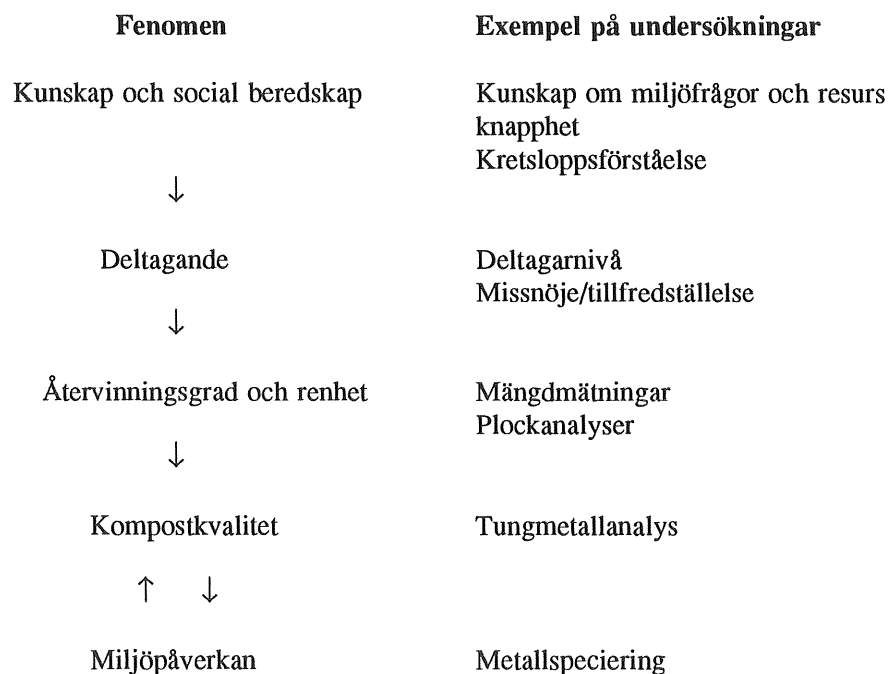 Fenomen Exempel på undersökningar
Kunskap och social beredskap Kunskap om miljöfrågor och resurs
knapphet
Kretsloppsförståelse
↓
Deltagande Deltagarnivå
Missnöje/tillfredställelse
↓
Återvinningsgrad och renhet Mängdmätningar
Plockanalyser
↓
Kompostkvalitet Tungmetallanalys
↑ ↓
Miljöpåverkan Metallspeciering